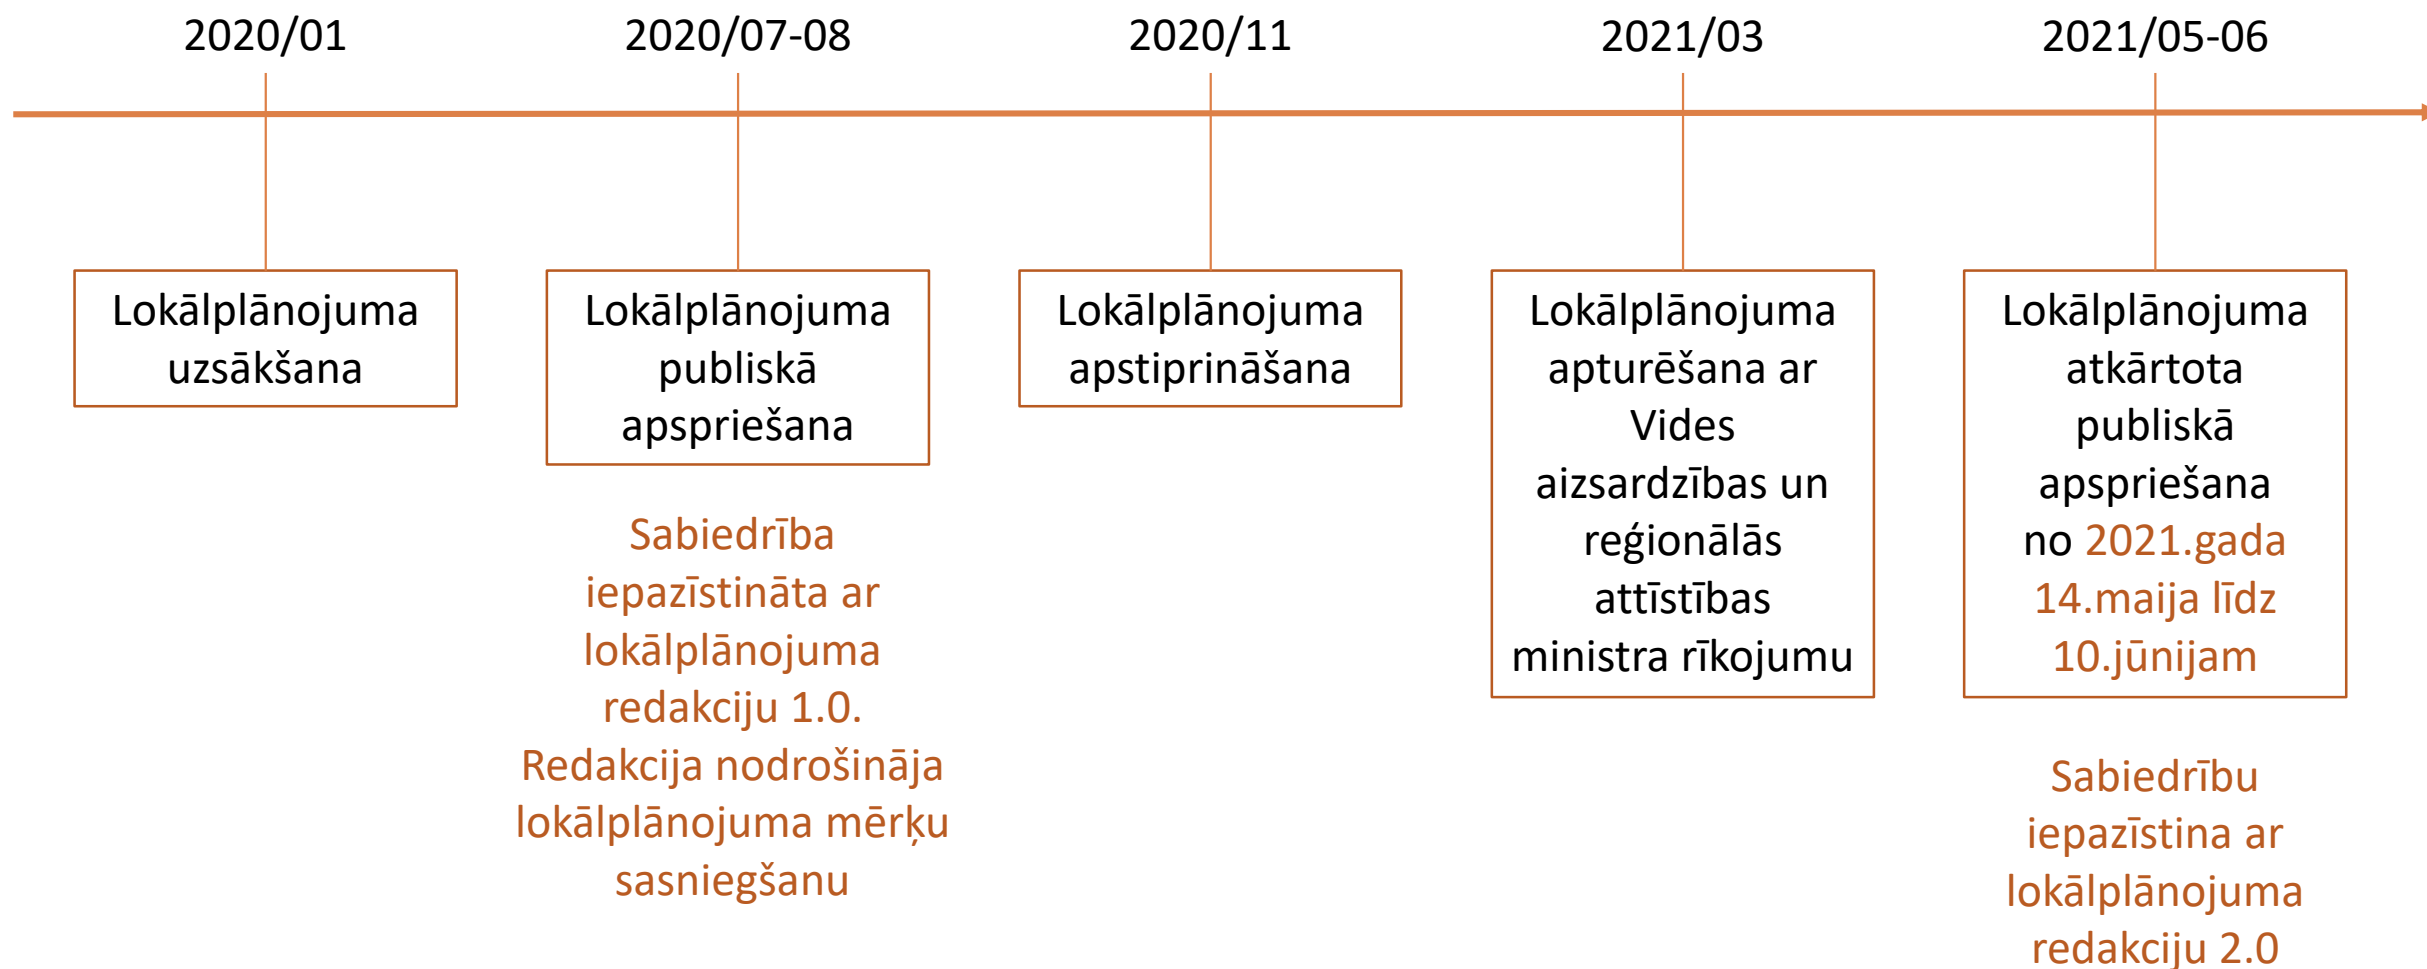 2020/01
2020/07-08
2020/11
2021/03
2021/05-06
Lokālplānojuma
uzsākšana
Lokālplānojuma
publiskā
apspriešana
Sabiedrība
iepazīstināta ar
lokālplānojuma
redakciju 1.0.
Redakcija nodrošināja
lokālplānojuma mērķu
sasniegšanu
Lokālplānojuma
apstiprināšana
Lokālplānojuma
apturēšana ar
Vides
aizsardzības un
reģionālās
attīstības
ministra rīkojumu
Lokālplānojuma
atkārtota
publiskā
apspriešana
no 2021.gada
14.maija līdz
10.jūnijam
Sabiedrību
iepazīstina ar
lokālplānojuma
redakciju 2.0